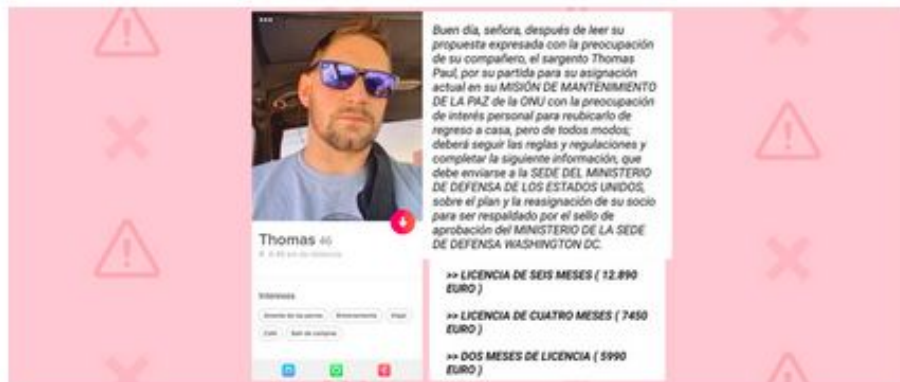 Thomas 46
Intereses
Viajar
Café
Salir de compras
Buen día, señora, después de leer su
propuesta expresada con la preocupación
de su compañero, el sargento Thomas
Paul, por su partida para su asignación
actual en su MISIÓN DE MANTENIMIENTO
DE LA PAZ de la ONU con la preocupación
de interés personal para reubicarlo de
regreso a casa, pero de todos modos;
deberá seguir las reglas y regulaciones y
completar la siguiente información, que
debe enviarse a la SEDE DEL MINISTERIO
DE DEFENSA DE LOS ESTADOS UNIDOS,
sobre el plan y la reasignación de su socio
para ser respaldado por el sello de
aprobación del MINISTERIO DE LA SEDE
DE DEFENSA WASHINGTON DC.
>> LICENCIA DE SEIS MESES ( 12.890
EURO )
>> LICENCIA DE CUATRO MESES ( 7450
EURO )
>> DOS MESES DE LICENCIA ( 5990
EURO )